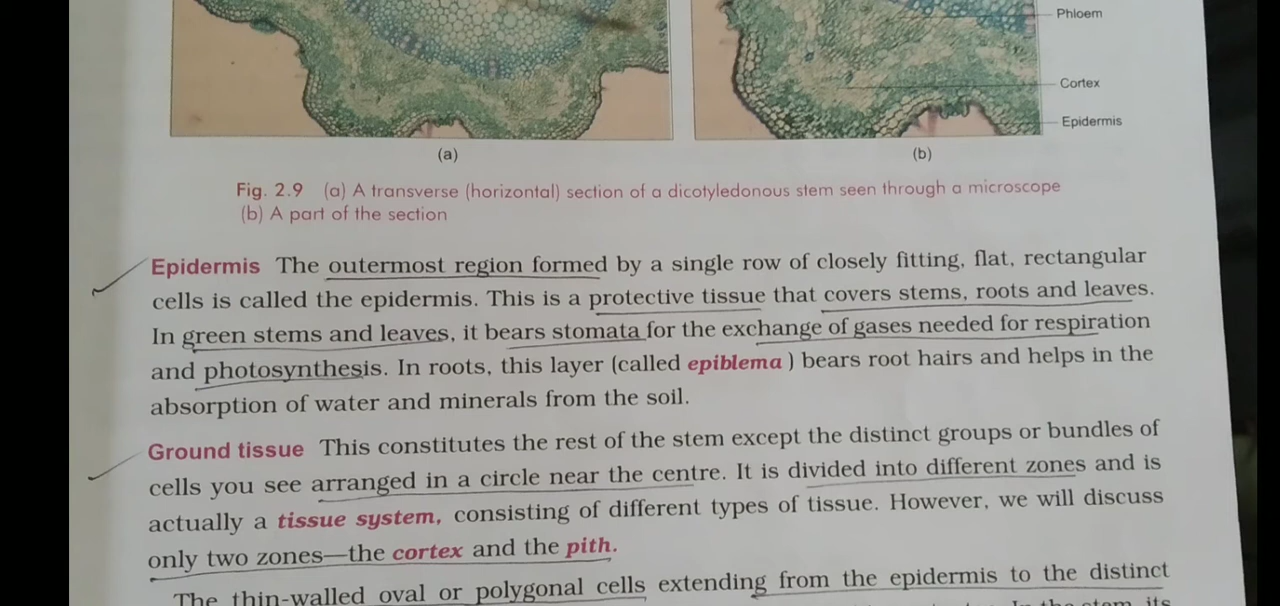 Phloem
Cortex
Epidermis
(a)
(b)
Fig. 2.9 (a) A transverse (horizontal) section of a dicotyledonous stem seen through a microscope
(b) A part of the section
Epidermis The outermost region formed by a single row of closely fitting, flat, rectangular
cells is called the epidermis. This is a protective tissue that covers stems, roots and leaves.
In green stems and leaves, it bears stomata for the exchange of gases needed for respiration
and photosynthesis. In roots, this layer (called epiblema ) bears root hairs and helps in the
absorption of water and minerals from the soil.
Ground tissue This constitutes the rest of the stem except the distinct groups or bundles of
cells you see arranged in a circle near the centre. It is divided into different zones and is
actually a tissue system, consisting of different types of tissue. However, we will discuss
only two zones—the cortex and the pith.
The thin-walled oval or polygonal cells extending from the epidermis to the distinct
In the stem, its